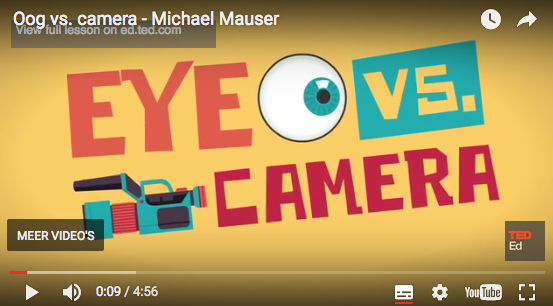 Oog vs. camera - Michael Mauser
View full lesson on ed.ted.com
EYE VS.
CAMERA
MEER VIDEO'S
TED
Ed
0:09 / 4:56
YouTube